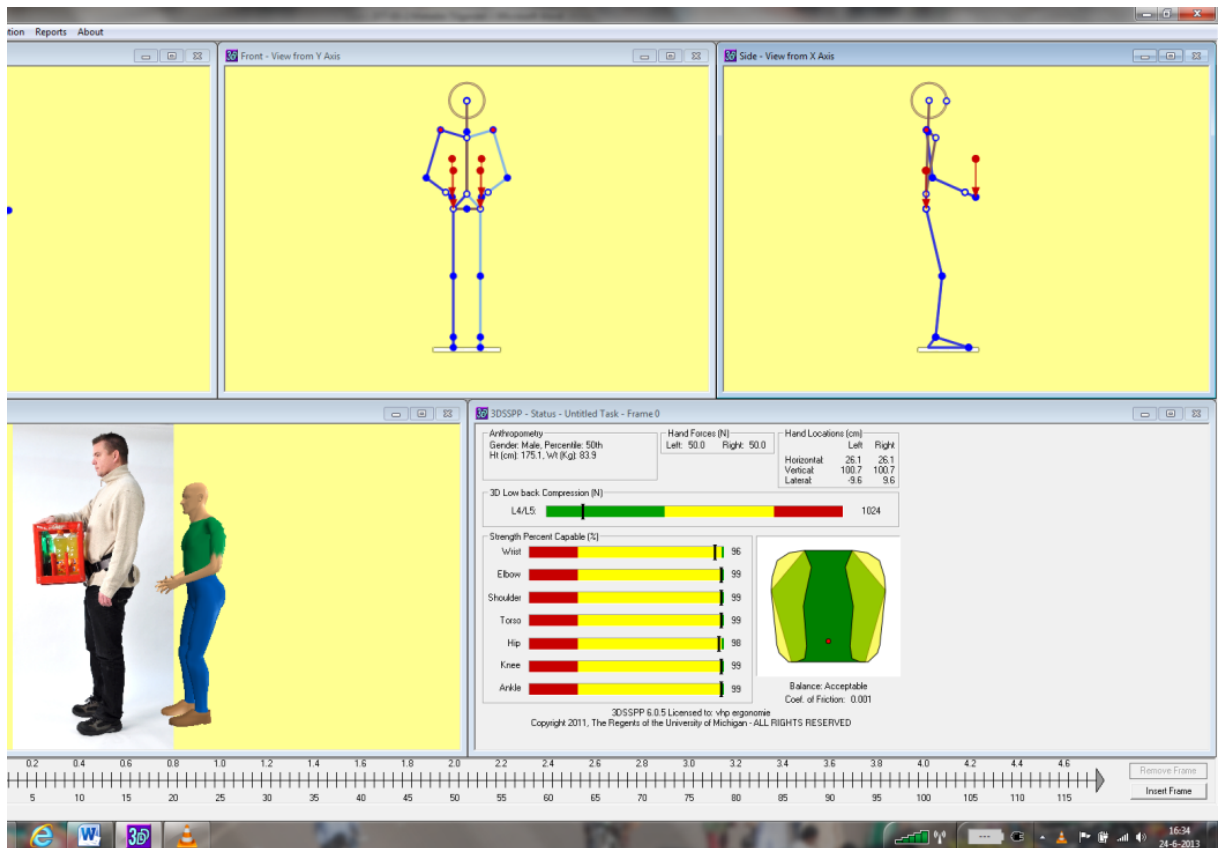 Reports About
Front - View from Y Axis
Side - View from X Axis
3DSSPP - Status - Untitled Task - Frame 0
Anthropometry
Gender: Male, Percentile: 50th
Ht (cm): 175.1, Wt (Kg): 83.9
Hand Forces (N)
Left: 50.0 Right: 50.0
Hand Locations (cm)
Left Right
Horizontal: 26.1 26.1
Vertical: 100.7 100.7
Lateral: -9.6 9.6
3D Low back Compression (N)
L4/L5: 1024
Strength Percent Capable (%)
Wrist 96
Elbow 99
Shoulder 99
Torso 99
Hip 98
Knee 99
Ankle 99
Balance: Acceptable
Coef. of Friction: 0.001
3DSSPP 6.0.5 Licensed to: vhp ergonomie
Copyright 2011, The Regents of the University of Michigan - ALL RIGHTS RESERVED
0.2 0.4 0.6 0.8 1.0 1.2 1.4 1.6 1.8 2.0 2.2 2.4 2.6 2.8 3.0 3.2 3.4 3.6 3.8 4.0 4.2 4.4 4.6
5 10 15 20 25 30 35 40 45 50 55 60 65 70 75 80 85 90 95 100 105 110 115
Remove Frame
Insert Frame
16:34
24-6-2013